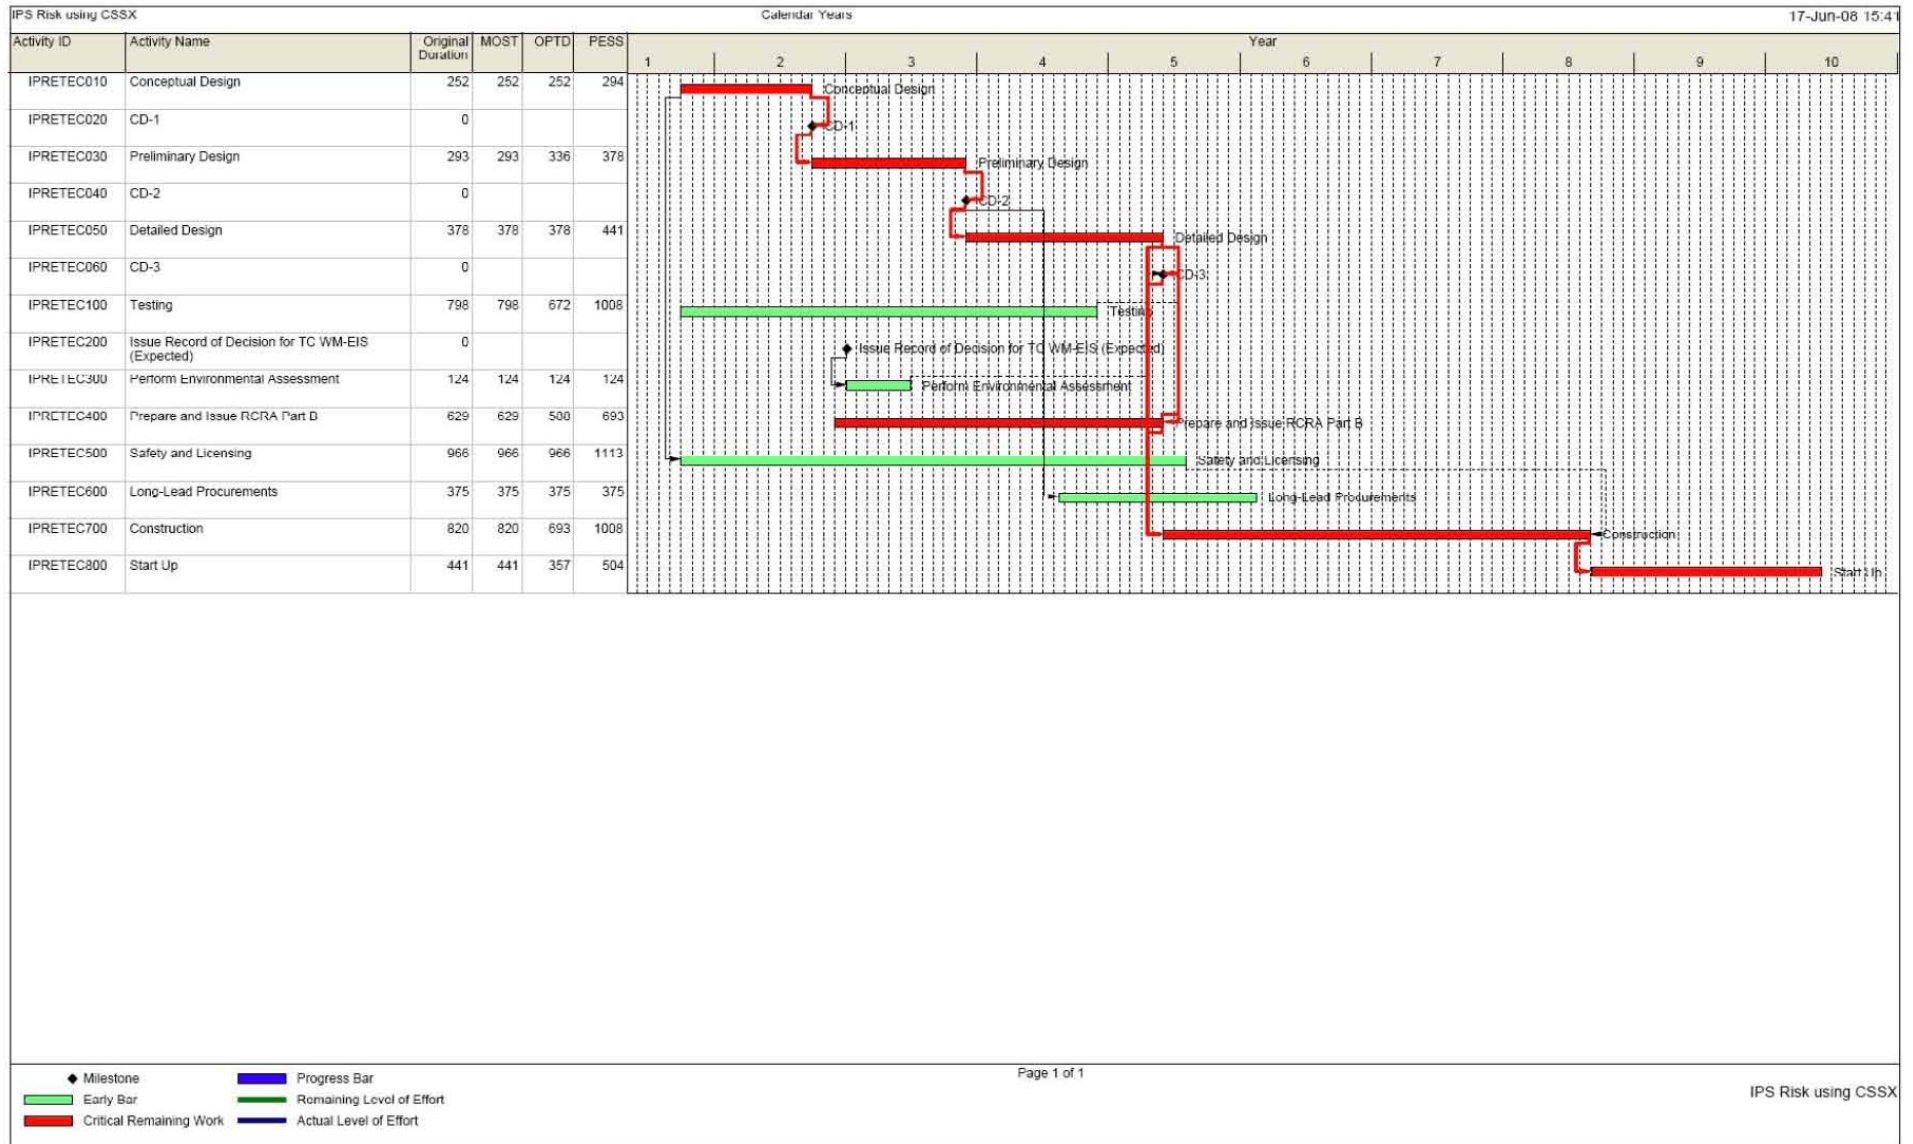 IPS Risk using CSSX Calendar Years 17-Jun-08 15:41
Activity ID Activity Name Original Duration MOST OPTD PESS Year
1 2 3 4 5 6 7 8 9 10
IPRETEC010 Conceptual Design 252 252 252 294 Conceptual Design
IPRETEC020 CD-1 0 CD-1
IPRETEC030 Preliminary Design 293 293 336 378 Preliminary Design
IPRETEC040 CD-2 0 CD-2
IPRETEC050 Detailed Design 378 378 378 441 Detailed Design
IPRETEC060 CD-3 0 CD-3
IPRETEC100 Testing 798 798 672 1008 Testing
IPRETEC200 Issue Record of Decision for TC WM-EIS 0 Issue Record of Decision for TC WM-EIS (Expected)
(Expected)
IPRETEC300 Perform Environmental Assessment 124 124 124 124 Perform Environmental Assessment
IPRETEC400 Prepare and Issue RCRA Part B 629 629 693 Prepare and Issue RCRA Part B
IPRETEC500 Safety and Licensing 966 966 966 1113 Safety and Licensing
IPRETEC600 Long-Lead Procurements 375 375 375 375 Long-Lead Procurements
IPRETEC700 Construction 820 820 693 1008 Construction
IPRETEC800 Start Up 441 441 357 504 Start Up
Milestone Progress Bar Page 1 of 1
Early Bar Remaining Level of Effort IPS Risk using CSSX
Critical Remaining Work Actual Level of Effort